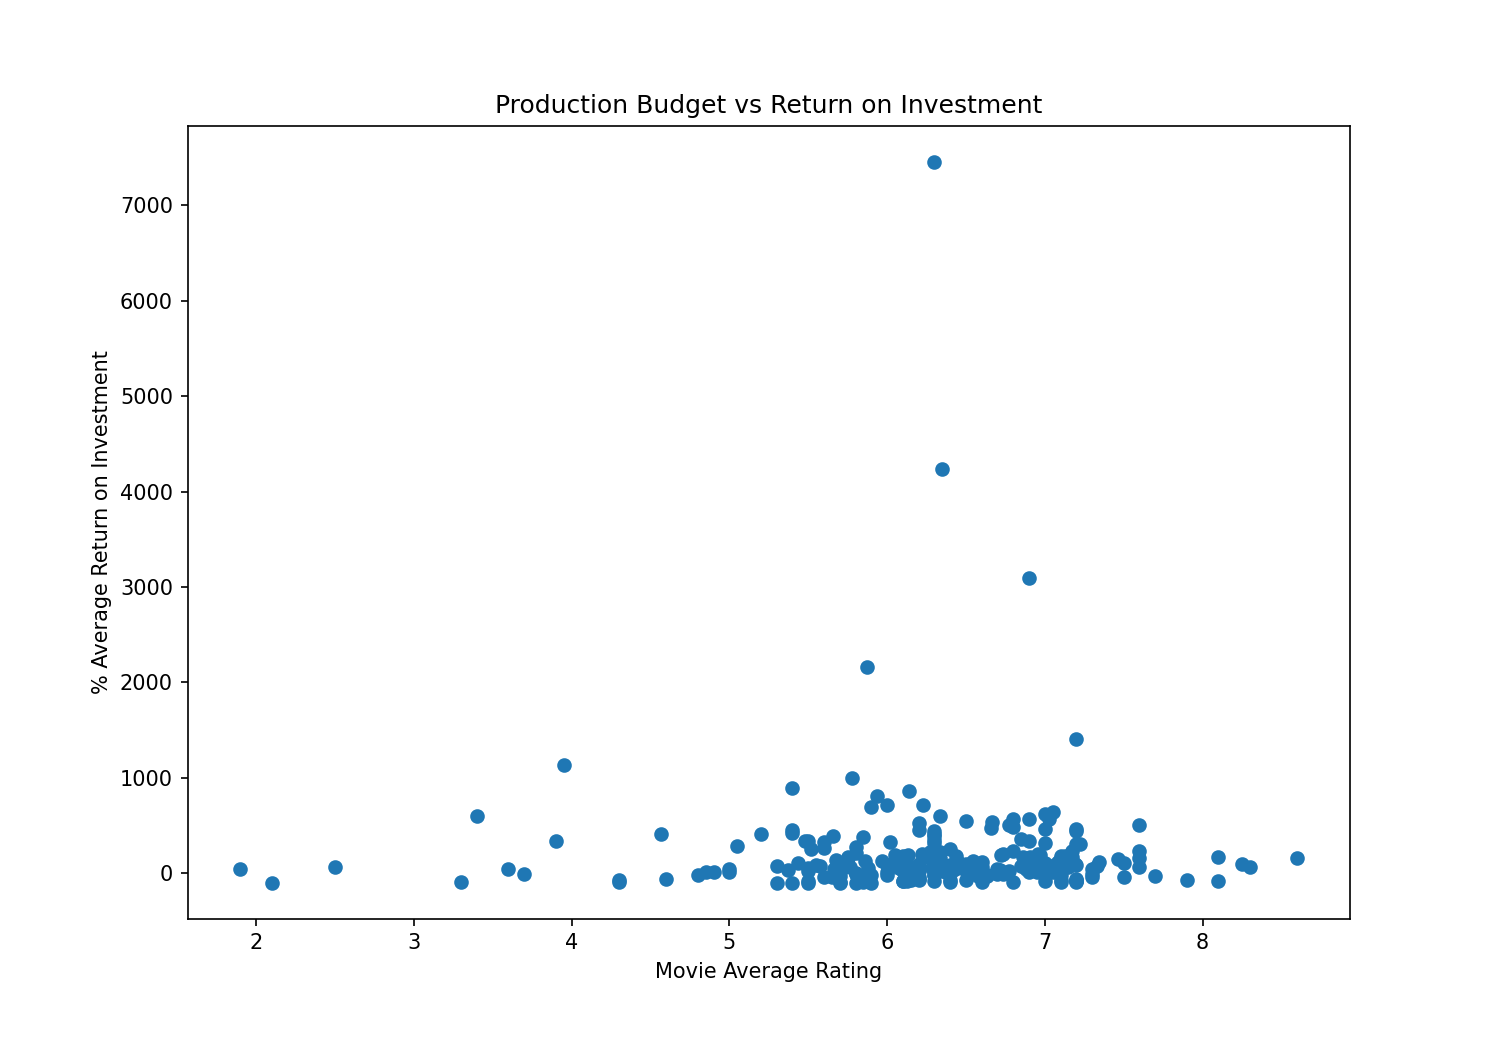 Production Budget vs Return on Investment
% Average Return on Investment
7000
6000
5000
4000
3000
2000
1000
0
2 3 4 5 6 7 8
Movie Average Rating